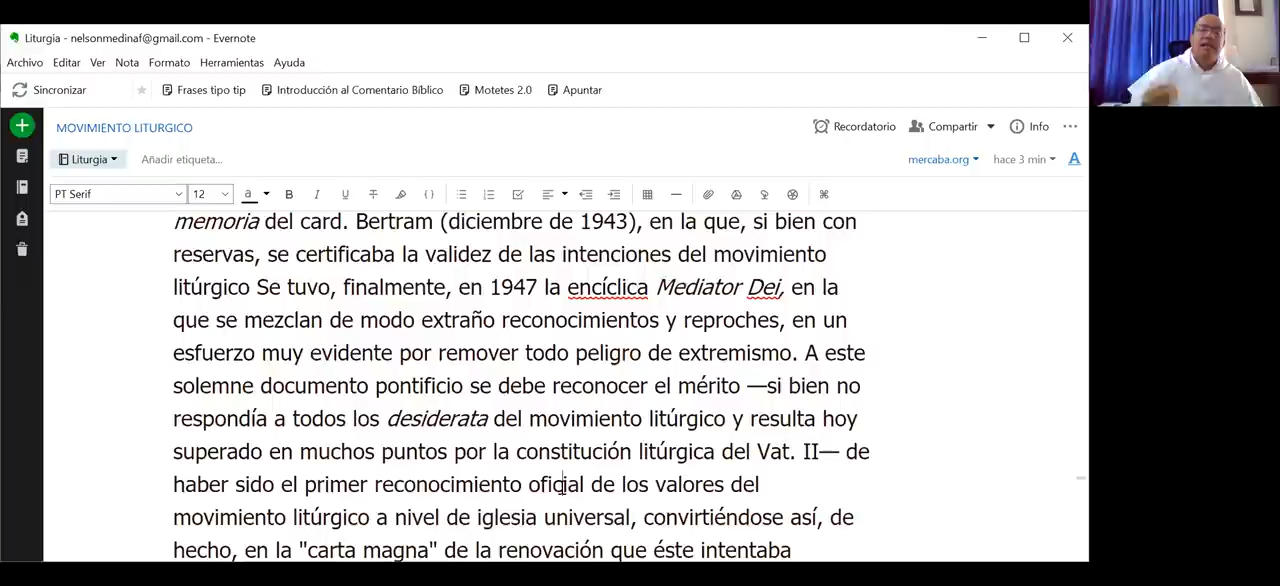 Liturgia - nelsonmedinaf@gmail.com - Evernote
Archivo Editar Ver Nota Formato Herramientas Ayuda
Sincronizar Frases tipo tip Introducción al Comentario Bíblico Motetes 2.0 Apuntar
MOVIMIENTO LITURGICO Recordatorio Compartir Info
Liturgia Añadir etiqueta... mercaba.org hace 3 min
PT Serif 12
memoria del card. Bertram (diciembre de 1943), en la que, si bien con
reservas, se certificaba la validez de las intenciones del movimiento
litúrgico Se tuvo, finalmente, en 1947 la encíclica Mediator Dei, en la
que se mezclan de modo extraño reconocimientos y reproches, en un
esfuerzo muy evidente por remover todo peligro de extremismo. A este
solemne documento pontificio se debe reconocer el mérito —si bien no
respondía a todos los desiderata del movimiento litúrgico y resulta hoy
superado en muchos puntos por la constitución litúrgica del Vat. II— de
haber sido el primer reconocimiento oficial de los valores del
movimiento litúrgico a nivel de iglesia universal, convirtiéndose así, de
hecho, en la "carta magna" de la renovación que éste intentaba